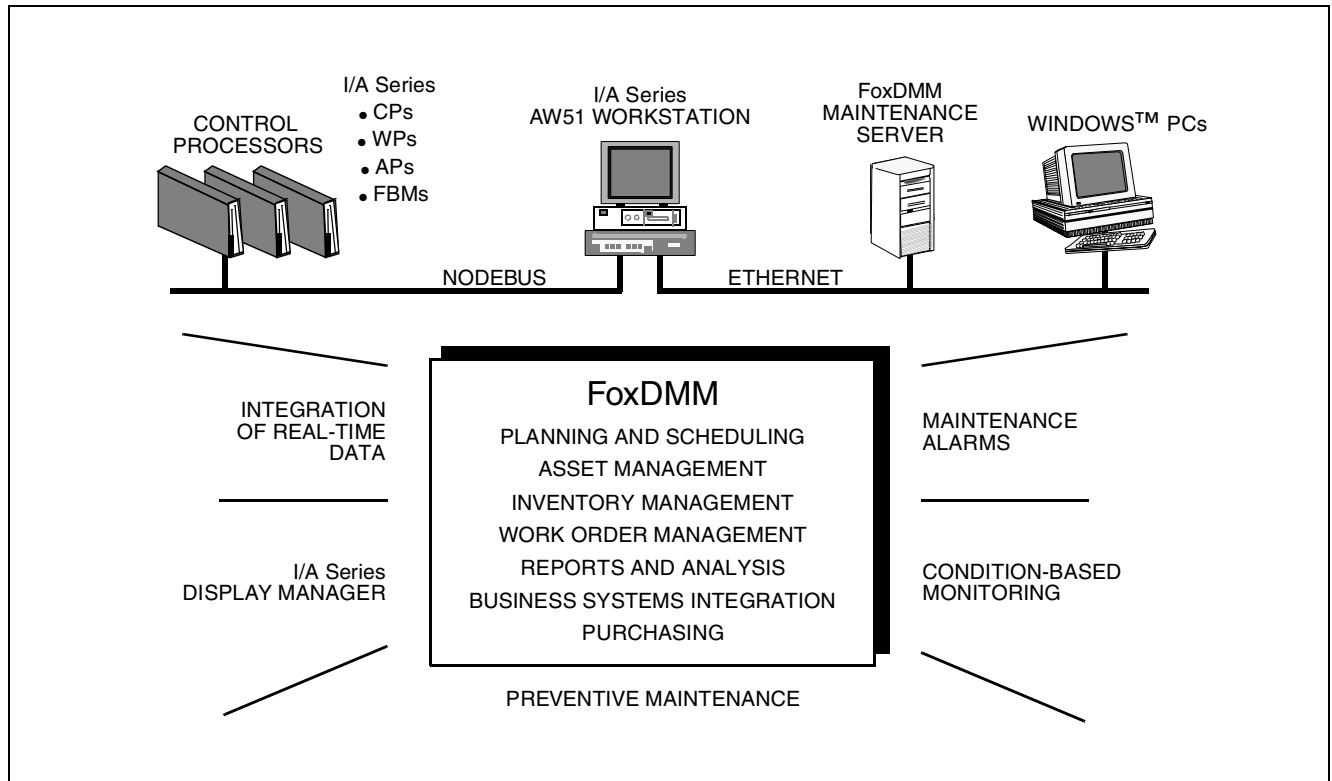 CONTROL
PROCESSORS
I/A Series
• CPs
• WPs
• APs
• FBMs
I/A Series
AW51 WORKSTATION
FoxDMM
MAINTENANCE
SERVER
WINDOWS™ PCs
NODEBUS
ETHERNET
INTEGRATION
OF REAL-TIME
DATA
I/A Series
DISPLAY MANAGER
FoxDMM
PLANNING AND SCHEDULING
ASSET MANAGEMENT
INVENTORY MANAGEMENT
WORK ORDER MANAGEMENT
REPORTS AND ANALYSIS
BUSINESS SYSTEMS INTEGRATION
PURCHASING
MAINTENANCE
ALARMS
CONDITION-BASED
MONITORING
PREVENTIVE MAINTENANCE